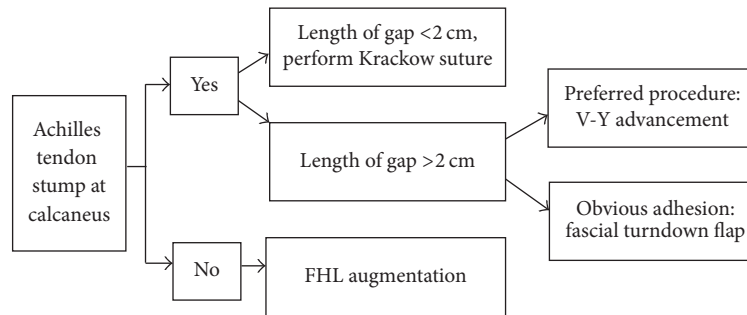 Achilles
tendon
stump at
calcaneus
Yes
Length of gap <2 cm,
perform Krackow suture
Length of gap >2 cm
Preferred procedure:
V-Y advancement
Obvious adhesion:
fascial turndown flap
No
FHL augmentation